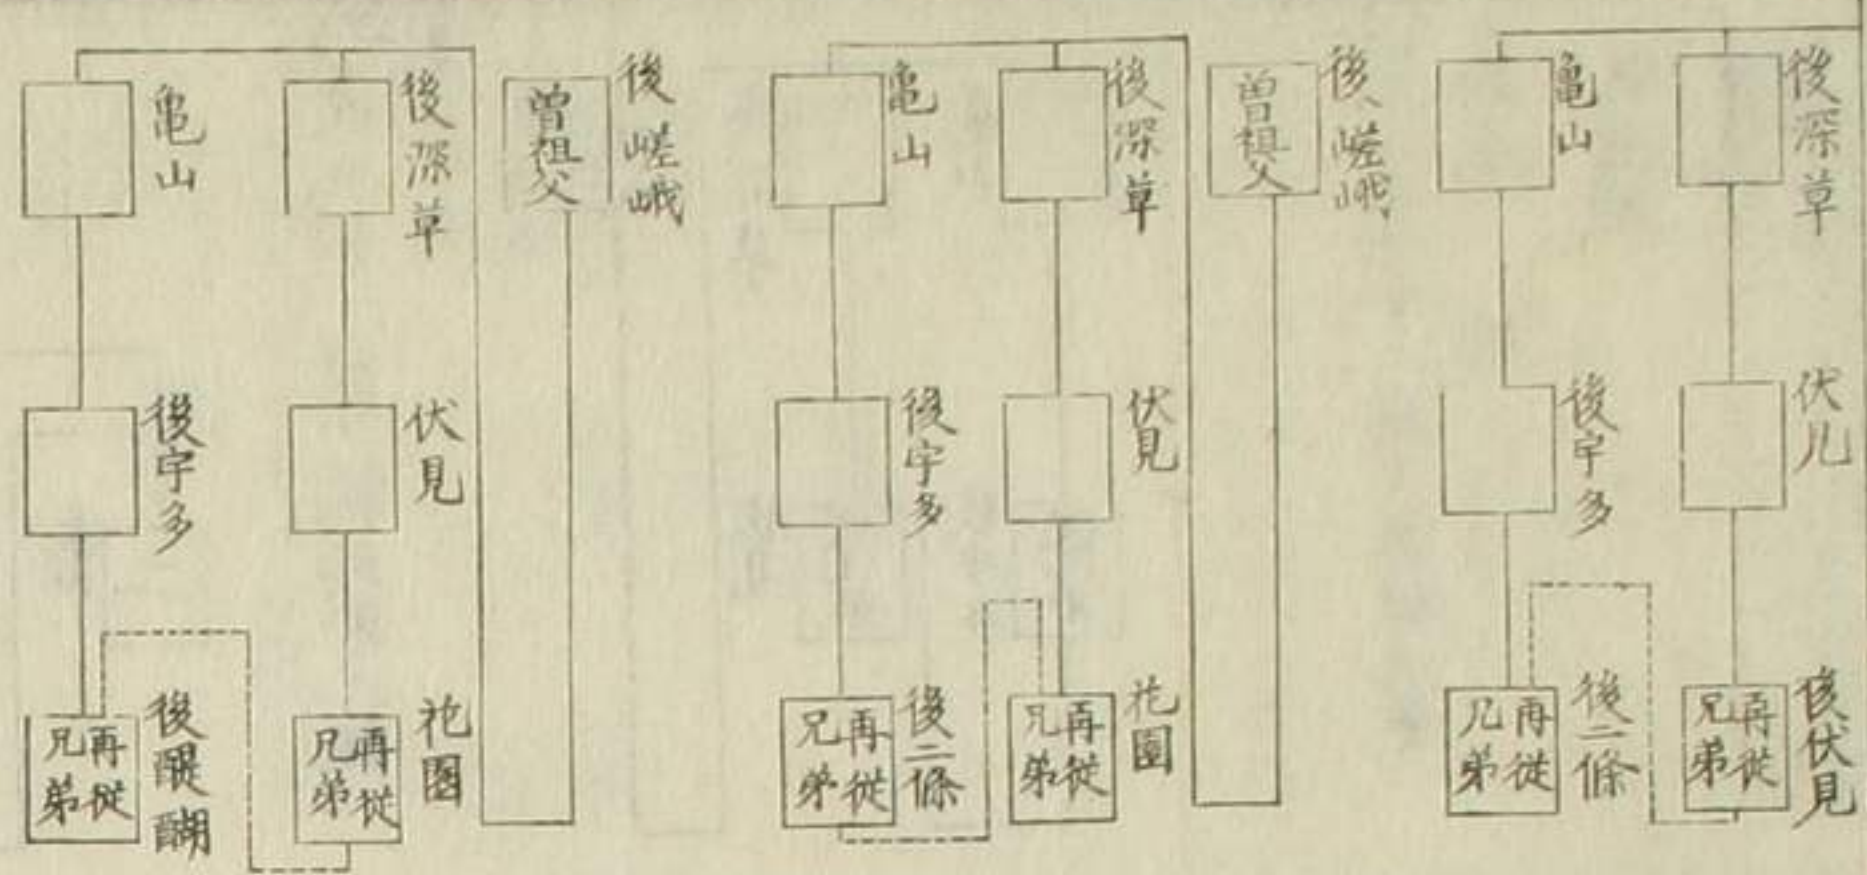 後深草
伏見
後伏見
再従
兄弟
亀山
後宇多
後二條
再従
兄弟
後嵯峨
曽祖父
後深草
伏見
花園
再従
兄弟
亀山
後宇多
後二條
再従
兄弟
後嵯峨
曽祖父
後深草
伏見
花園
再従
兄弟
亀山
後宇多
後醍醐
再従
兄弟